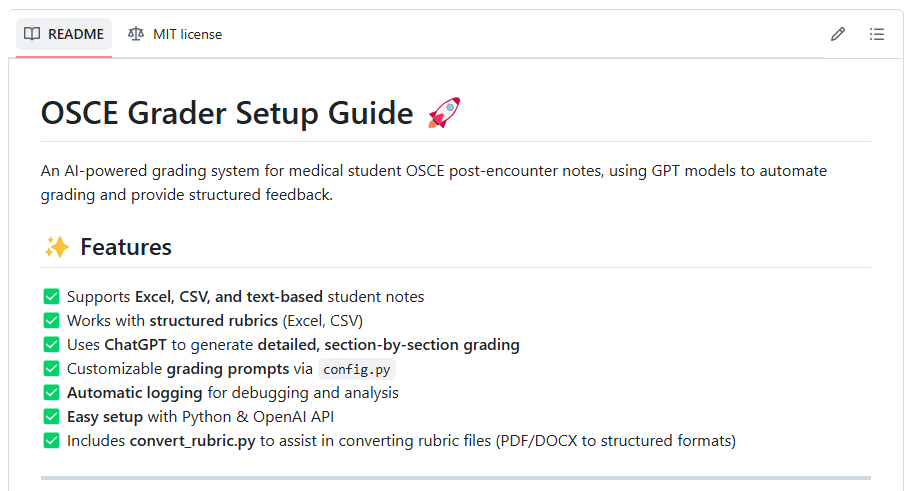 README
MIT license
OSCE Grader Setup Guide 🚀
An AI-powered grading system for medical student OSCE post-encounter notes, using GPT models to automate
grading and provide structured feedback.
✨ Features
✅ Supports Excel, CSV, and text-based student notes
✅ Works with structured rubrics (Excel, CSV)
✅ Uses ChatGPT to generate detailed, section-by-section grading
✅ Customizable grading prompts via config.py
✅ Automatic logging for debugging and analysis
✅ Easy setup with Python & OpenAI API
✅ Includes convert_rubric.py to assist in converting rubric files (PDF/DOCX to structured formats)